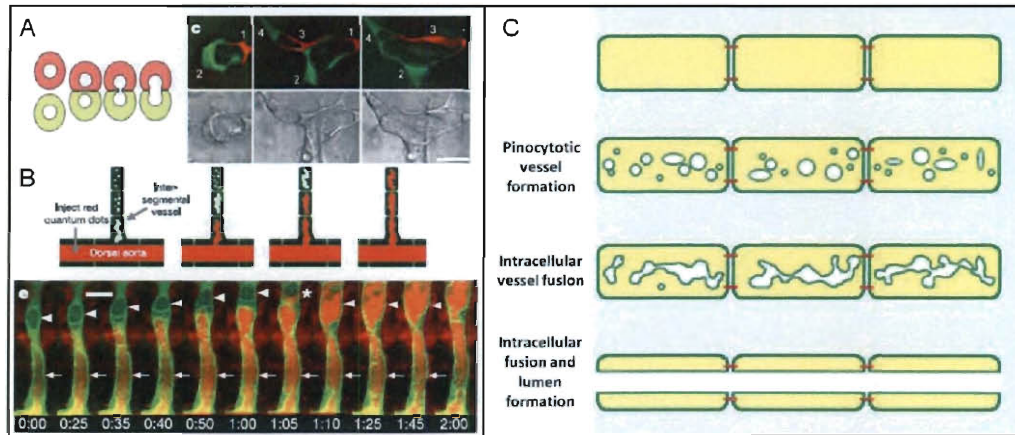 A
c
1
2
4
3
1
2
4
3
2
B
Inject red
quantum dots
Inter-
segmental
vessel
Dorsal aorta
e
0:00 0:25 0:35 0:40 0:50 1:00 1:05 1:10 1:25 1:45 2:00
C
Pinocytotic
vessel
formation
Intracellular
vessel fusion
Intracellular
fusion and
lumen
formation